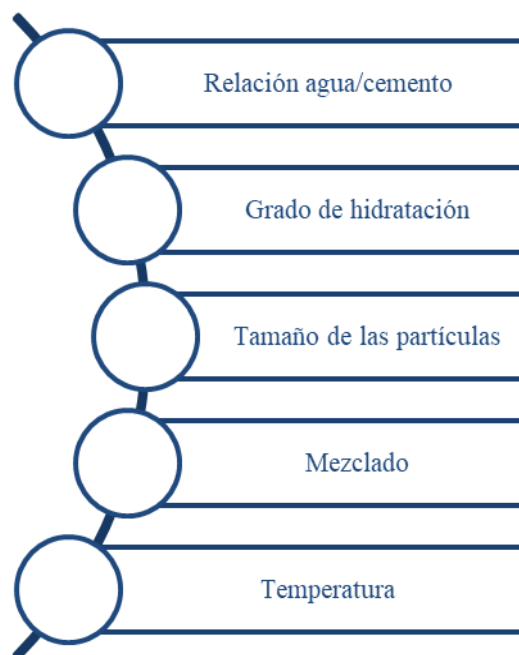 Relación agua/cemento
Grado de hidratación
Tamaño de las partículas
Mezclado
Temperatura